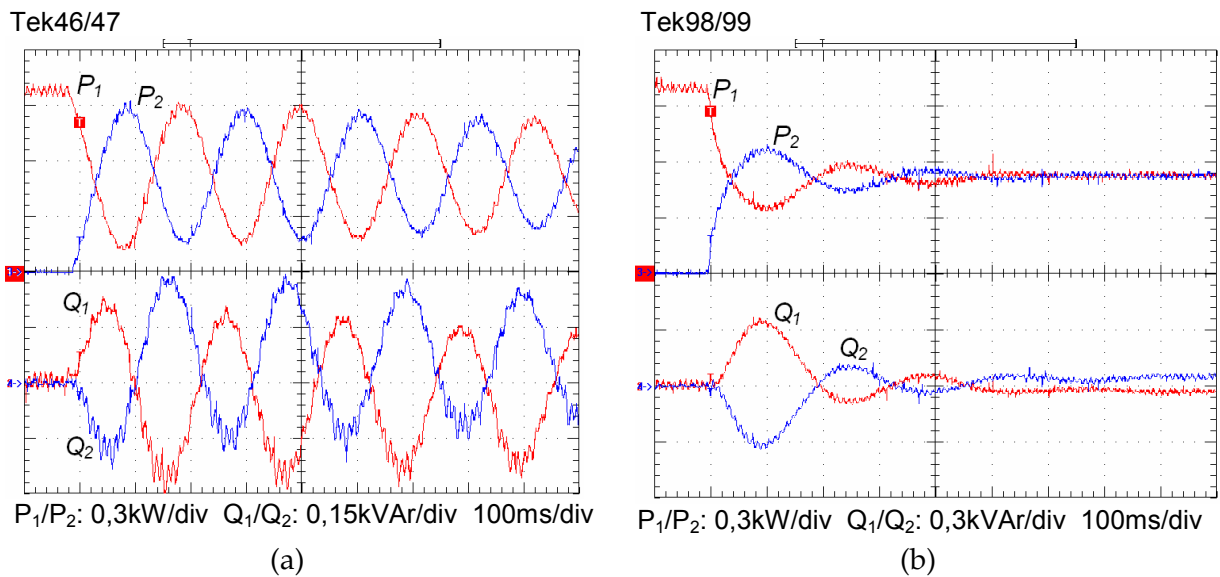 Tek46/47
P1
P2
T
1->
Q1
Q2
P1/P2: 0,3kW/div Q1/Q2: 0,15kVAr/div 100ms/div
(a)
Tek98/99
P1
T
P2
3->
Q1
Q2
P1/P2: 0,3kW/div Q1/Q2: 0,3kVAr/div 100ms/div
(b)